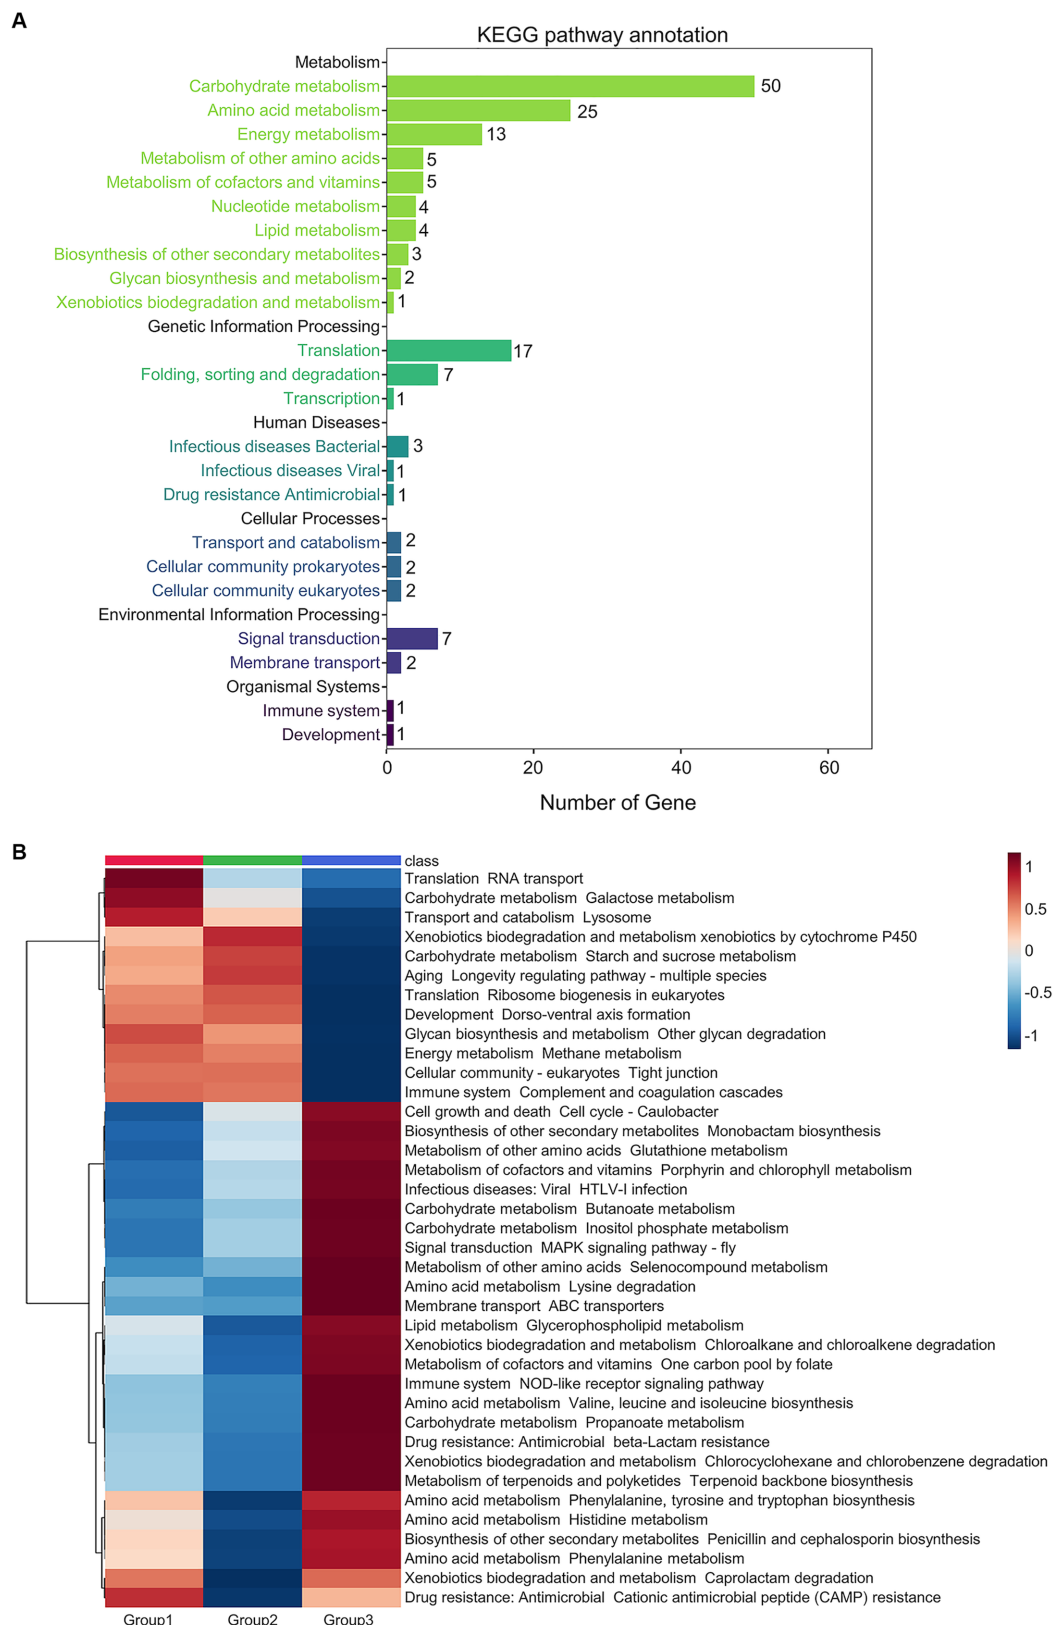 A
KEGG pathway annotation
Metabolism
Carbohydrate metabolism 50
Amino acid metabolism 25
Energy metabolism 13
Metabolism of other amino acids 5
Metabolism of cofactors and vitamins 5
Nucleotide metabolism 4
Lipid metabolism 4
Biosynthesis of other secondary metabolites 3
Glycan biosynthesis and metabolism 2
Xenobiotics biodegradation and metabolism 1
Genetic Information Processing
Translation 17
Folding, sorting and degradation 7
Transcription 1
Human Diseases
Infectious diseases Bacterial 3
Infectious diseases Viral 1
Drug resistance Antimicrobial 1
Cellular Processes
Transport and catabolism 2
Cellular community prokaryotes 2
Cellular community eukaryotes 2
Environmental Information Processing
Signal transduction 7
Membrane transport 2
Organismal Systems
Immune system 1
Development 1
0 20 40 60
Number of Gene
B
class
Translation RNA transport
Carbohydrate metabolism Galactose metabolism
Transport and catabolism Lysosome
Xenobiotics biodegradation and metabolism xenobiotics by cytochrome P450
Carbohydrate metabolism Starch and sucrose metabolism
Aging Longevity regulating pathway - multiple species
Translation Ribosome biogenesis in eukaryotes
Development Dorso-ventral axis formation
Glycan biosynthesis and metabolism Other glycan degradation
Energy metabolism Methane metabolism
Cellular community - eukaryotes Tight junction
Immune system Complement and coagulation cascades
Cell growth and death Cell cycle - Caulobacter
Biosynthesis of other secondary metabolites Monobactam biosynthesis
Metabolism of other amino acids Glutathione metabolism
Metabolism of cofactors and vitamins Porphyrin and chlorophyll metabolism
Infectious diseases: Viral HTLV-I infection
Carbohydrate metabolism Butanoate metabolism
Carbohydrate metabolism Inositol phosphate metabolism
Signal transduction MAPK signaling pathway - fly
Metabolism of other amino acids Selenocompound metabolism
Amino acid metabolism Lysine degradation
Membrane transport ABC transporters
Lipid metabolism Glycerophospholipid metabolism
Xenobiotics biodegradation and metabolism Chloroalkane and chloroalkene degradation
Metabolism of cofactors and vitamins One carbon pool by folate
Immune system NOD-like receptor signaling pathway
Amino acid metabolism Valine, leucine and isoleucine biosynthesis
Carbohydrate metabolism Propanoate metabolism
Drug resistance: Antimicrobial beta-Lactam resistance
Xenobiotics biodegradation and metabolism Chlorocyclohexane and chlorobenzene degradation
Metabolism of terpenoids and polyketides Terpenoid backbone biosynthesis
Amino acid metabolism Phenylalanine, tyrosine and tryptophan biosynthesis
Amino acid metabolism Histidine metabolism
Biosynthesis of other secondary metabolites Penicillin and cephalosporin biosynthesis
Amino acid metabolism Phenylalanine metabolism
Xenobiotics biodegradation and metabolism Caprolactam degradation
Drug resistance: Antimicrobial Cationic antimicrobial peptide (CAMP) resistance
Group1 Group2 Group3
1
0.5
0
-0.5
-1